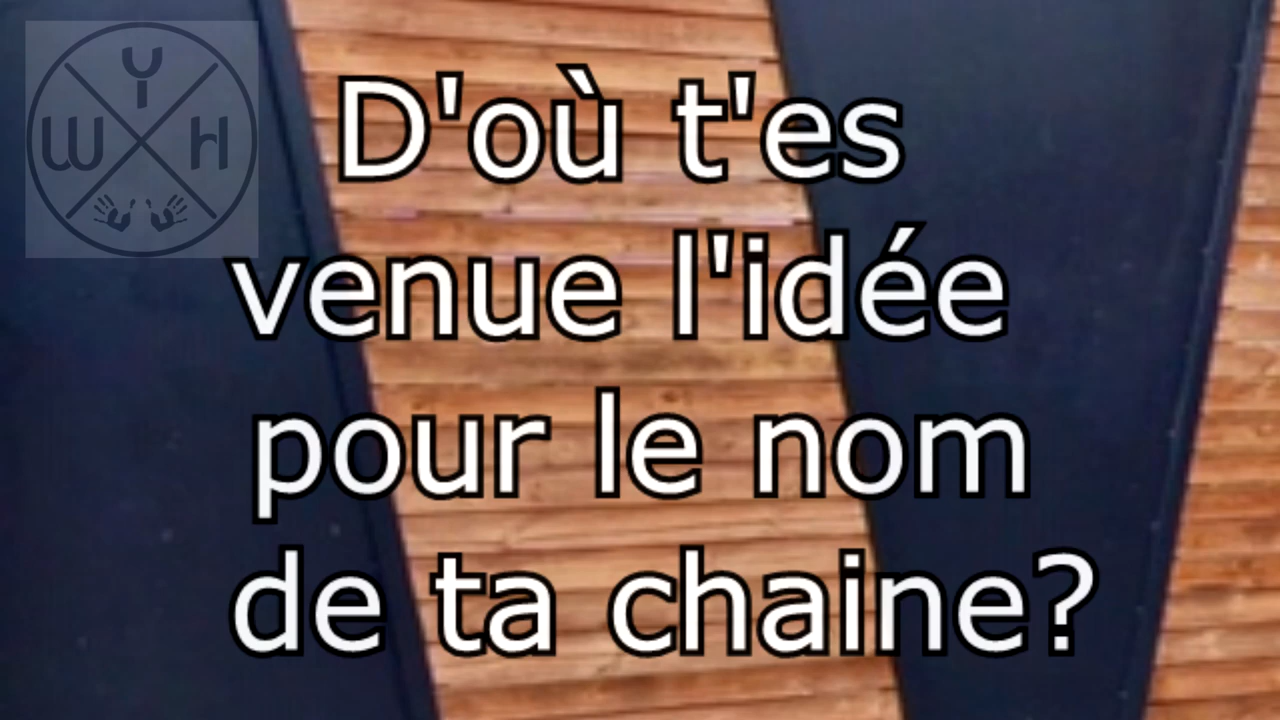 Y
W H
D'où t'es
venue l'idée
pour le nom
de ta chaine?